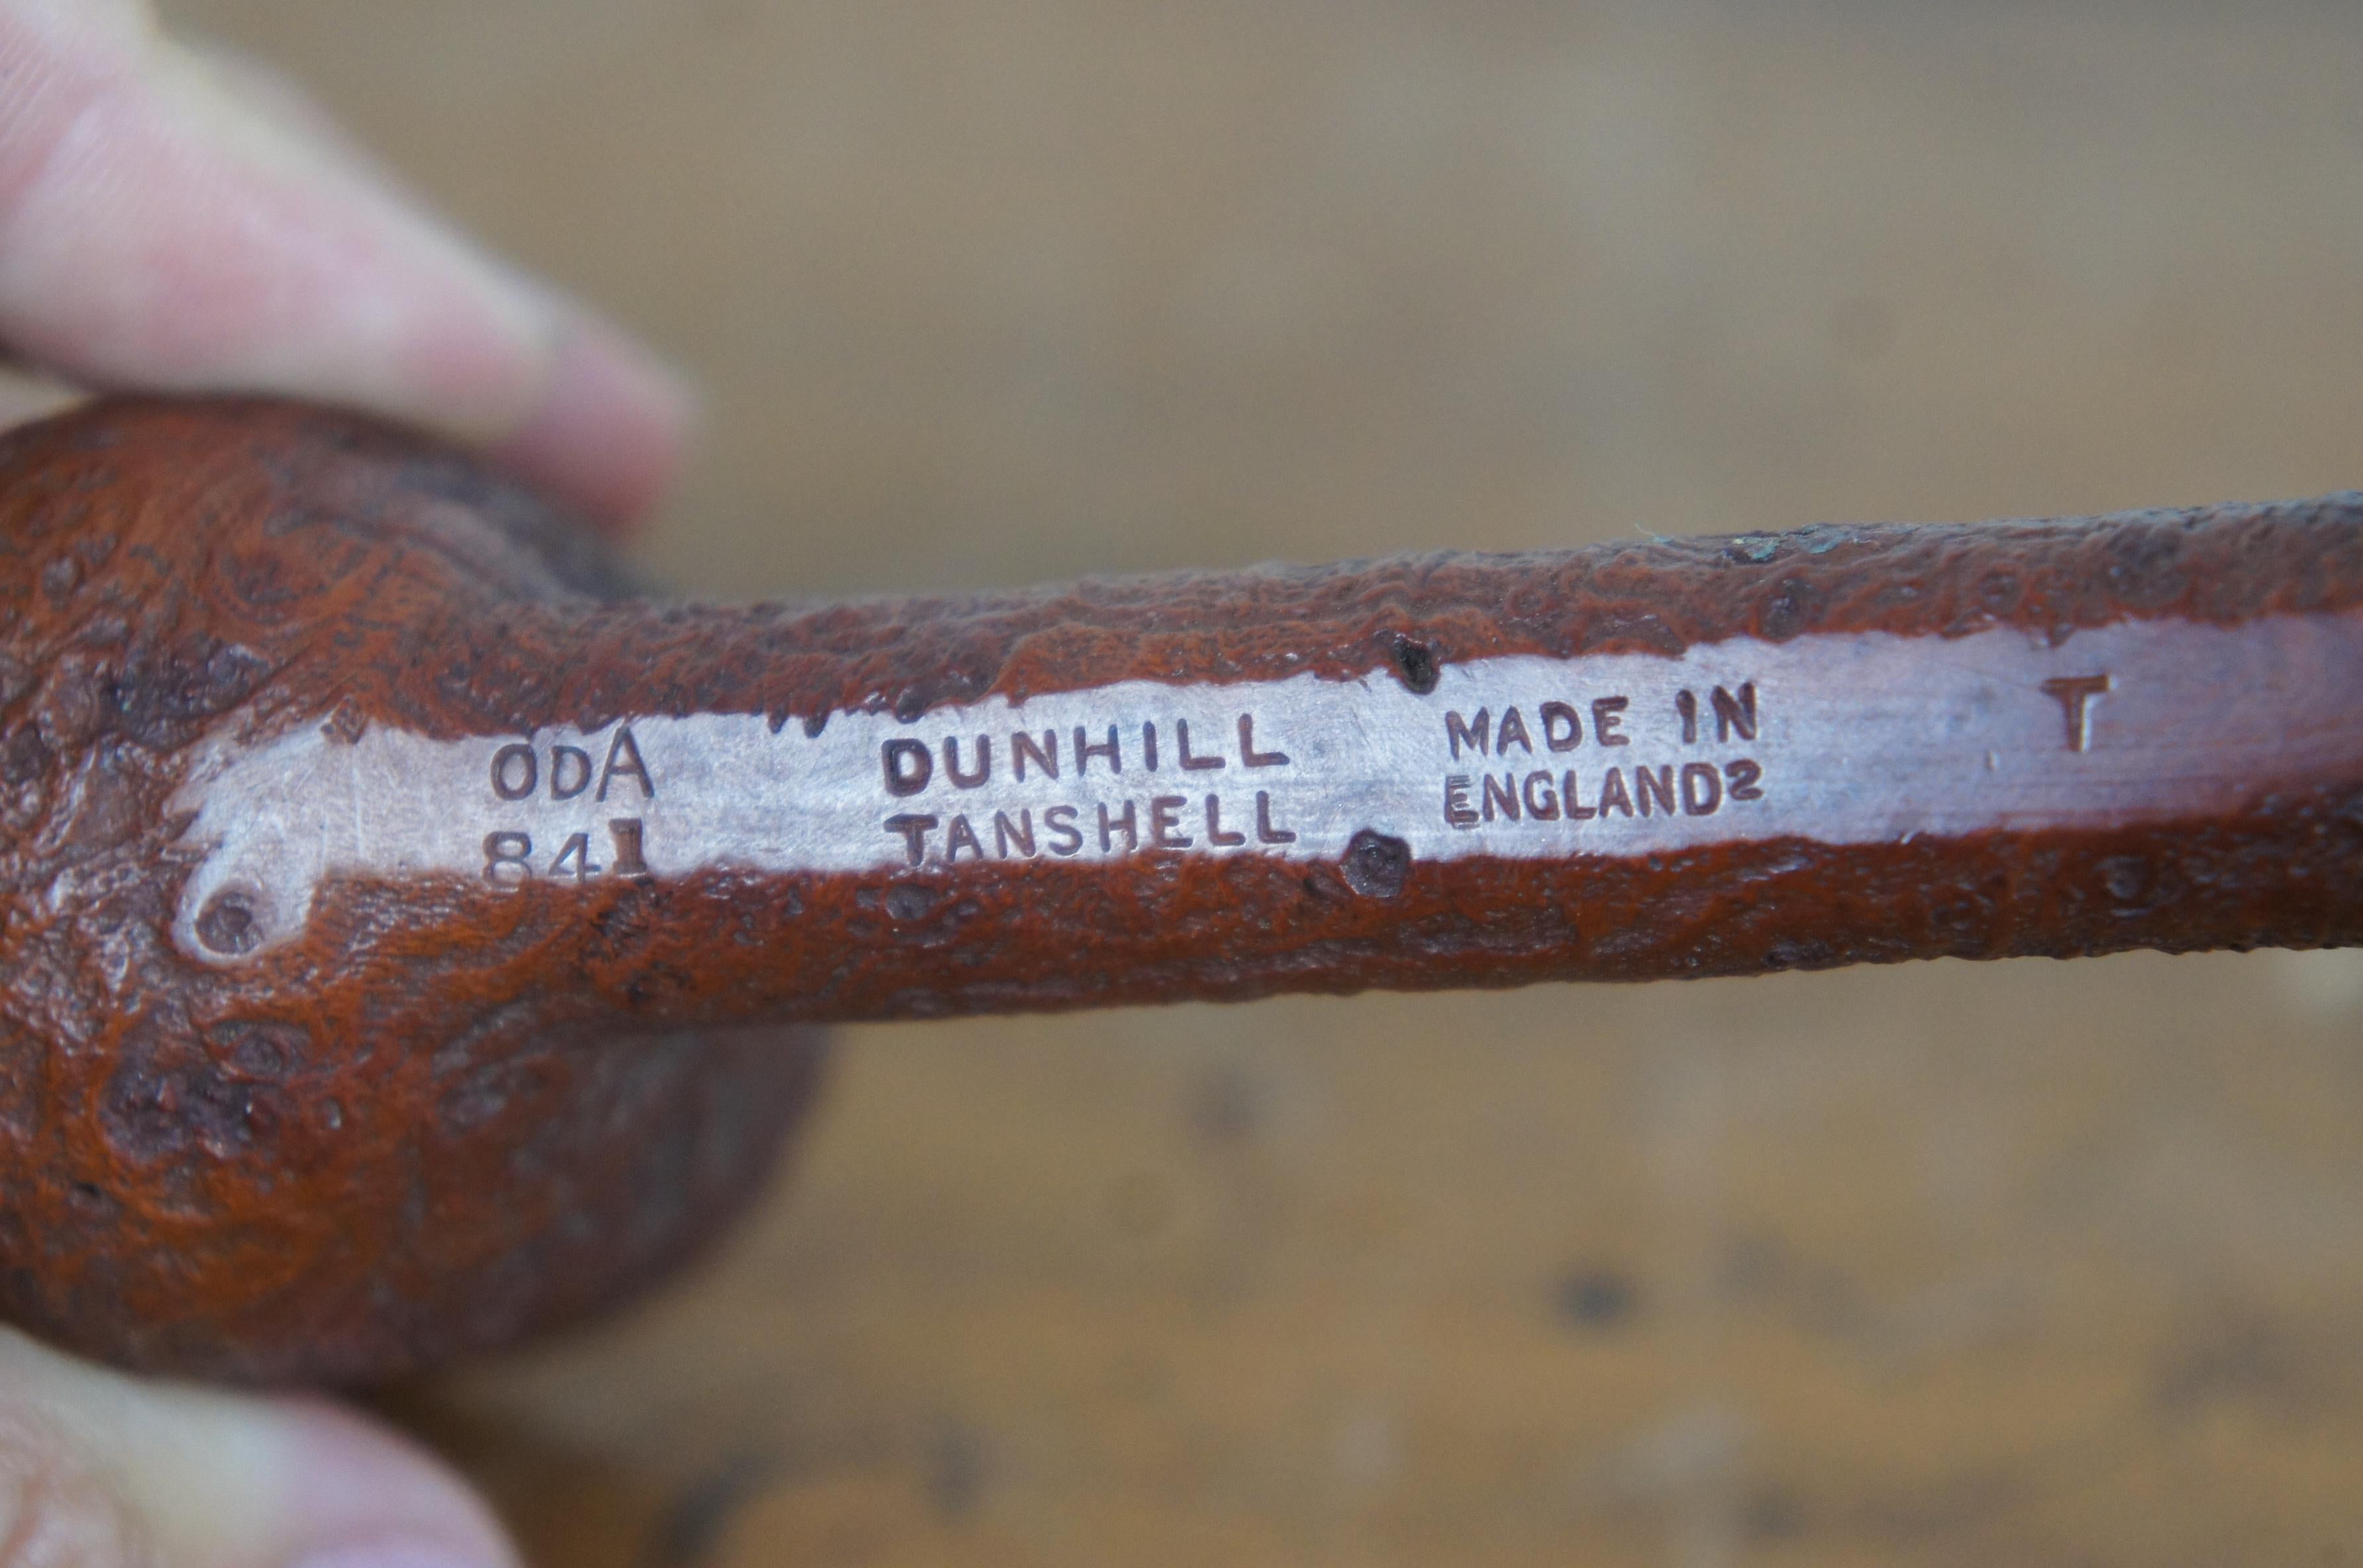 ODA
841
DUNHILL
TANSHELL
MADE IN
ENGLAND2
T